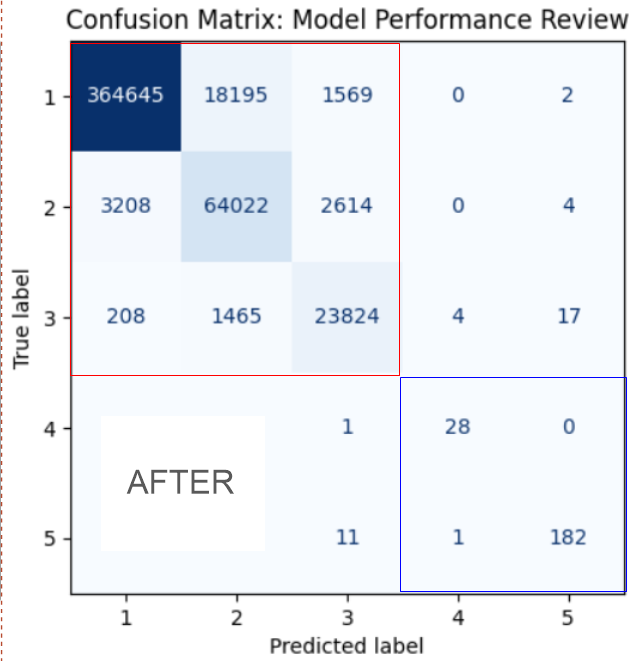 Confusion Matrix: Model Performance Review
1 364645 18195 1569 0 2
2 3208 64022 2614 0 4
True label
3 208 1465 23824 4 17
4 1 28 0
AFTER
5 11 1 182
1 2 3 4 5
Predicted label